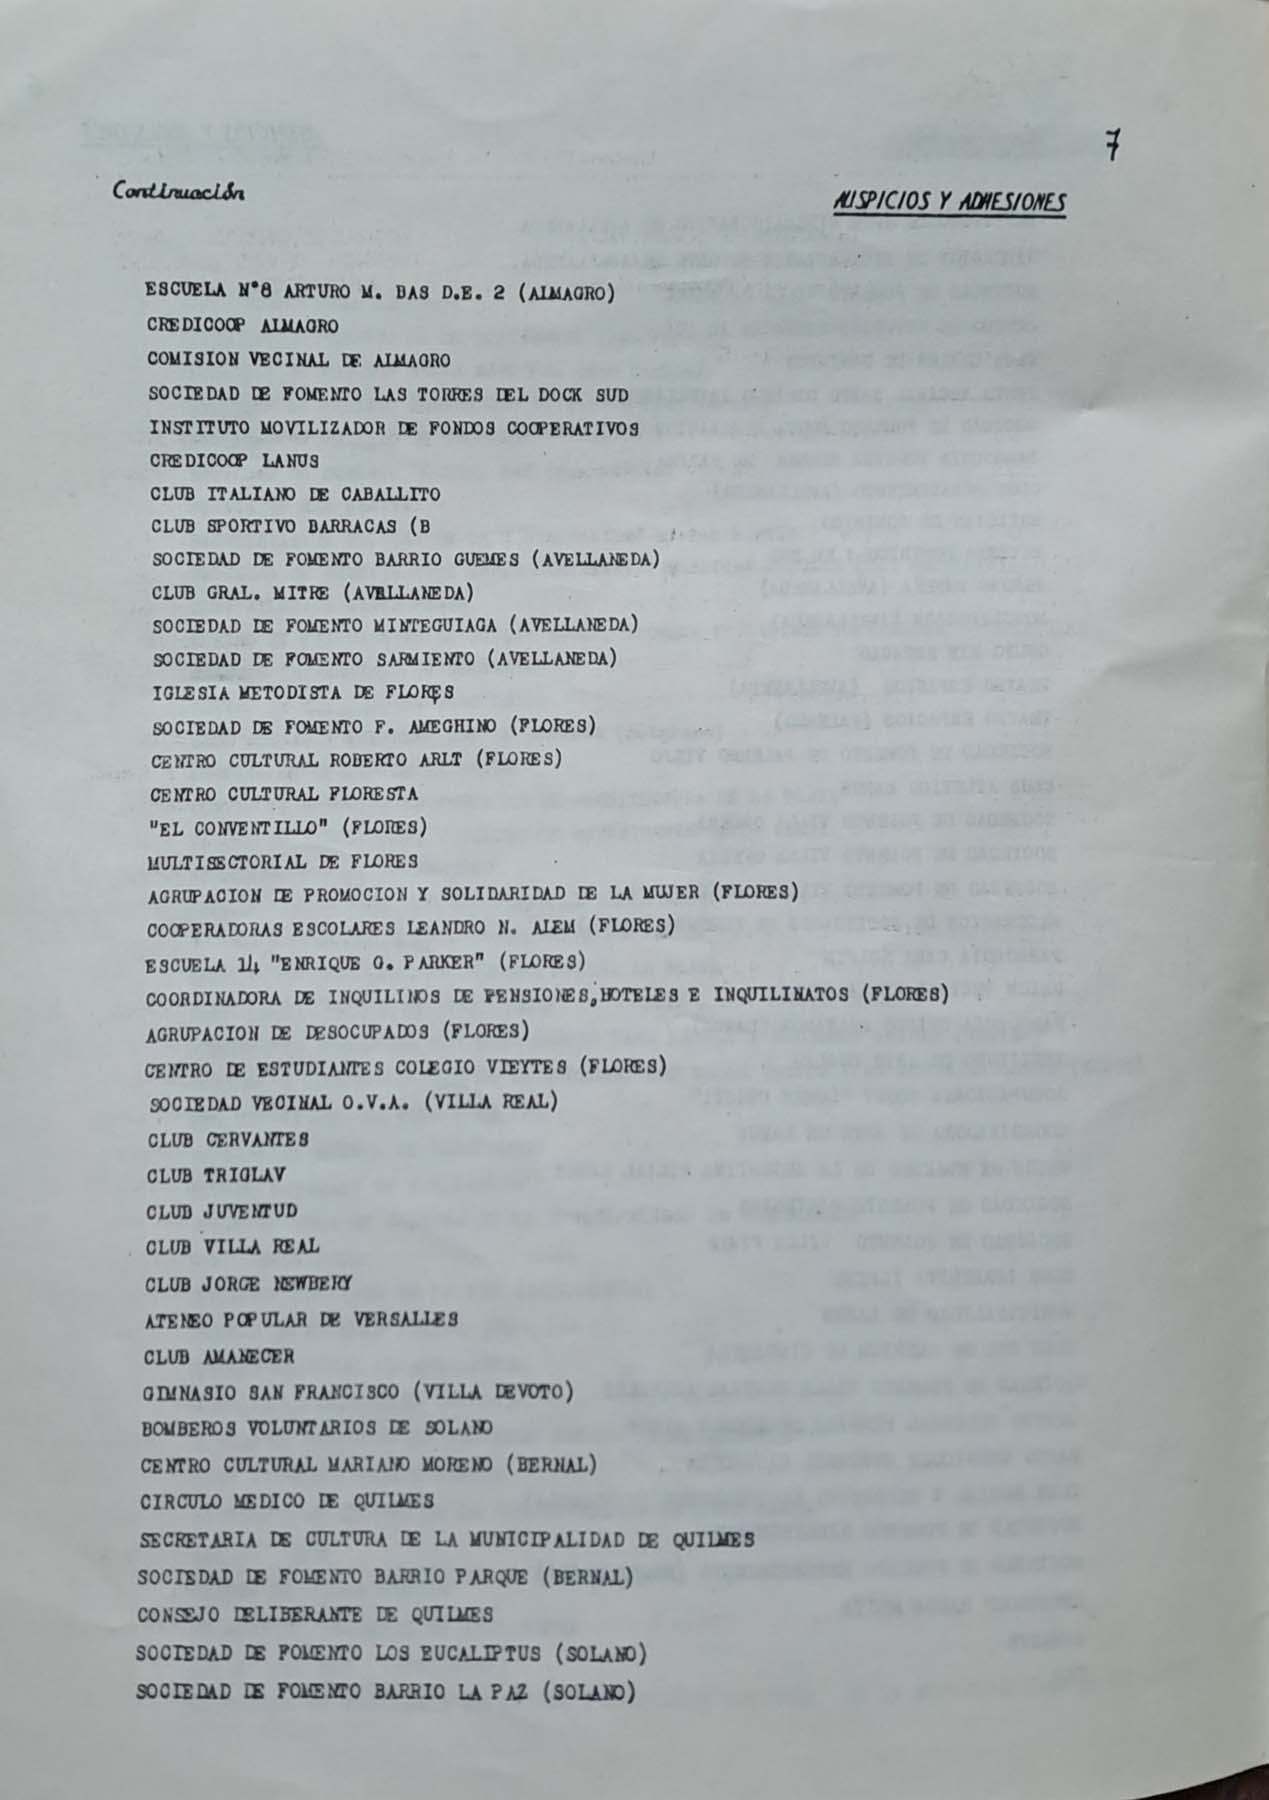 7
Continuación
AUSPICIOS Y ADHESIONES
ESCUELA N°8 ARTURO M. BAS D.E. 2 (ALMAGRO)
CREDICOOP ALMAGRO
COMISION VECINAL DE ALMAGRO
SOCIEDAD DE FOMENTO LAS TORRES DEL DOCK SUD
INSTITUTO MOVILIZADOR DE FONDOS COOPERATIVOS
CREDICOOP LANUS
CLUB ITALIANO DE CABALLITO
CLUB SPORTIVO BARRACAS (B
SOCIEDAD DE FOMENTO BARRIO GUEMES (AVELLANEDA)
CLUB GRAL. MITRE (AVELLANEDA)
SOCIEDAD DE FOMENTO MINTEGUIAGA (AVELLANEDA)
SOCIEDAD DE FOMENTO SARMIENTO (AVELLANEDA)
IGLESIA METODISTA DE FLORES
SOCIEDAD DE FOMENTO F. AMEGHINO (FLORES)
CENTRO CULTURAL ROBERTO ARLT (FLORES)
CENTRO CULTURAL FLORESTA
"EL CONVENTILLO" (FLORES)
MULTISECTORIAL DE FLORES
AGRUPACION DE PROMOCION Y SOLIDARIDAD DE LA MUJER (FLORES)
COOPERADORAS ESCOLARES LEANDRO N. ALEM (FLORES)
ESCUELA 14 "ENRIQUE G. PARKER" (FLORES)
COORDINADORA DE INQUILINOS DE PENSIONES,HOTELES E INQUILINATOS (FLORES)
AGRUPACION DE DESOCUPADOS (FLORES)
CENTRO DE ESTUDIANTES COLEGIO VIEYTES (FLORES)
SOCIEDAD VECINAL O.V.A. (VILLA REAL)
CLUB CERVANTES
CLUB TRIGLAV
CLUB JUVENTUD
CLUB VILLA REAL
CLUB JORGE NEWBERY
ATENEO POPULAR DE VERSALLES
CLUB AMANECER
GIMNASIO SAN FRANCISCO (VILLA DEVOTO)
BOMBEROS VOLUNTARIOS DE SOLANO
CENTRO CULTURAL MARIANO MORENO (BERNAL)
CIRCULO MEDICO DE QUILMES
SECRETARIA DE CULTURA DE LA MUNICIPALIDAD DE QUILMES
SOCIEDAD DE FOMENTO BARRIO PARQUE (BERNAL)
CONSEJO DELIBERANTE DE QUILMES
SOCIEDAD DE FOMENTO LOS EUCALIPTUS (SOLANO)
SOCIEDAD DE FOMENTO BARRIO LA PAZ (SOLANO)